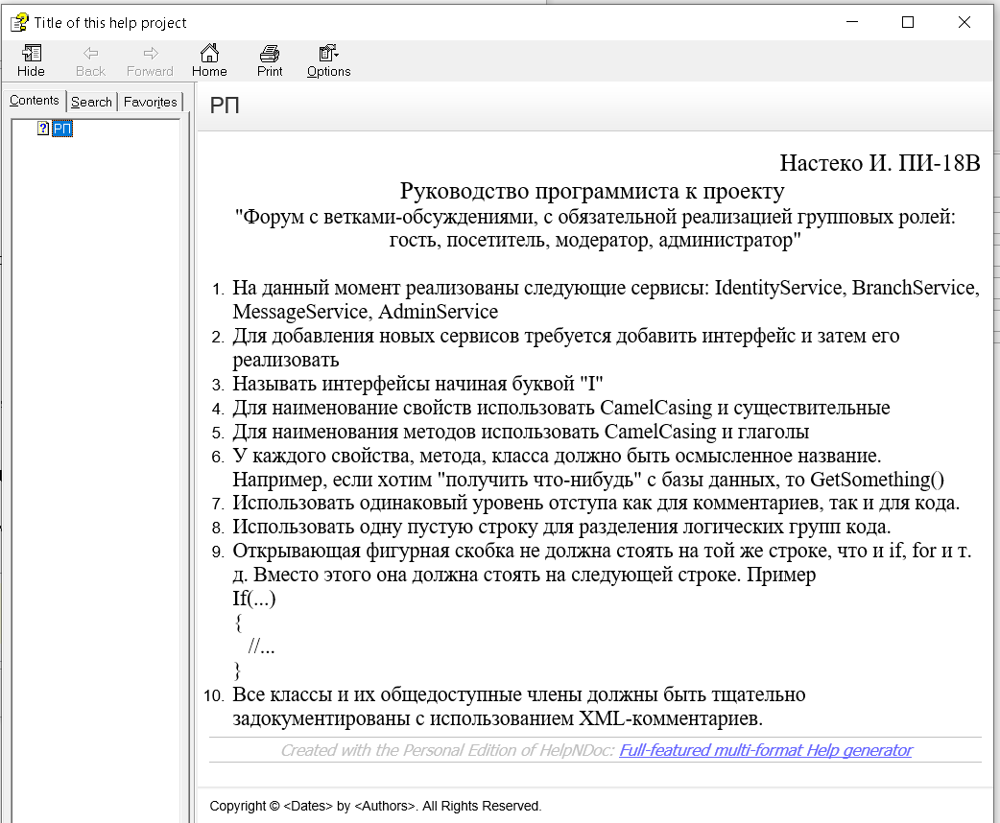 Title of this help project
Hide Back Forward Home Print Options
Contents Search Favorites
РП
РП
Настеко И. ПИ-18В
Руководство программиста к проекту
"Форум с ветками-обсуждениями, с обязательной реализацией групповых ролей:
гость, посетитель, модератор, администратор"
1. На данный момент реализованы следующие сервисы: IdentityService, BranchService,
MessageService, AdminService
2. Для добавления новых сервисов требуется добавить интерфейс и затем его
реализовать
3. Называть интерфейсы начиная буквой "I"
4. Для наименование свойств использовать CamelCasing и существительные
5. Для наименования методов использовать CamelCasing и глаголы
6. У каждого свойства, метода, класса должно быть осмысленное название.
Например, если хотим "получить что-нибудь" с базы данных, то GetSomething()
7. Использовать одинаковый уровень отступа как для комментариев, так и для кода.
8. Использовать одну пустую строку для разделения логических групп кода.
9. Открывающая фигурная скобка не должна стоять на той же строке, что и if, for и т.
д. Вместо этого она должна стоять на следующей строке. Пример
If(...)
{
//...
}
10. Все классы и их общедоступные члены должны быть тщательно
задокументированы с использованием XML-комментариев.
Created with the Personal Edition of HelpNDoc: Full-featured multi-format Help generator
Copyright © <Dates> by <Authors>. All Rights Reserved.